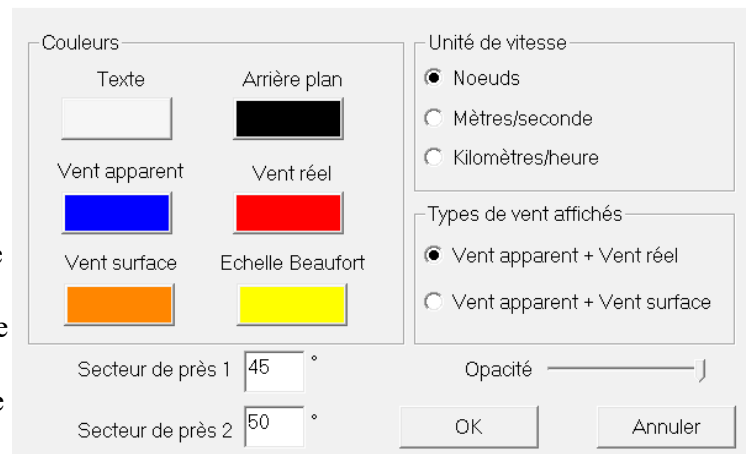 Couleurs
Texte Arrière plan
Vent apparent Vent réel
Vent surface Echelle Beaufort
Unité de vitesse
Noeuds
Mètres/seconde
Kilomètres/heure
Types de vent affichés
Vent apparent + Vent réel
Vent apparent + Vent surface
Secteur de près 1 45 °
Secteur de près 2 50 °
Opacité
OK Annuler
e
e
e